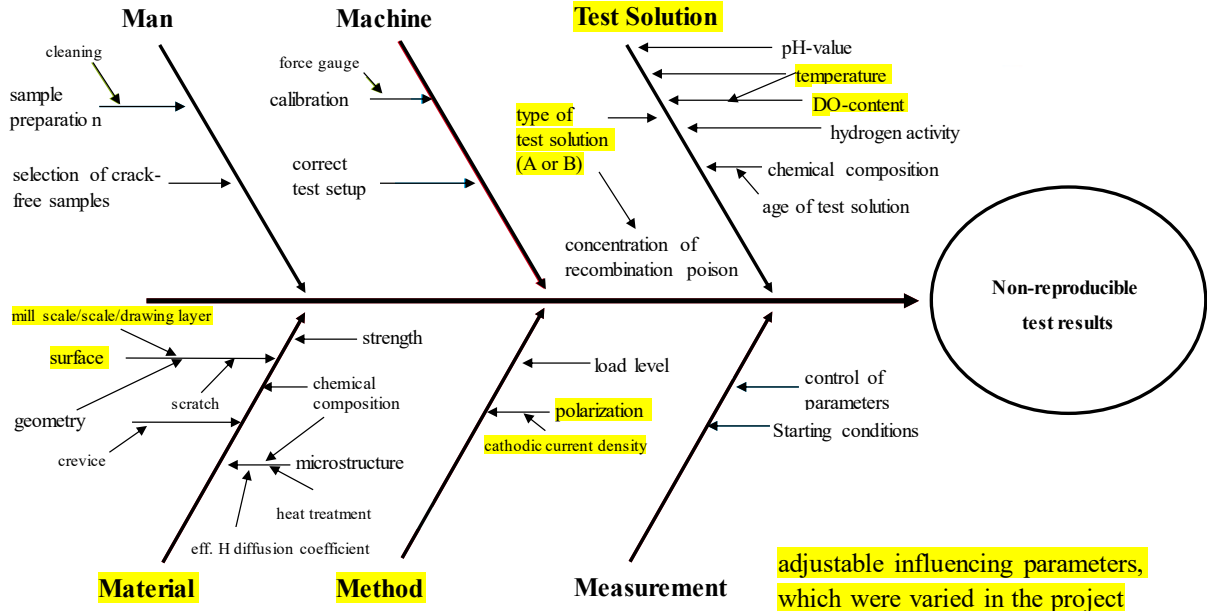 Man
Machine
Test Solution
cleaning
sample
preparation
selection of crack-
free samples
force gauge
calibration
correct
test setup
pH-value
temperature
DO-content
type of
test solution
(A or B)
hydrogen activity
chemical composition
age of test solution
concentration of
recombination poison
Non-reproducible
test results
mill scale/scale/drawing layer
surface
scratch
geometry
crevice
strength
chemical
composition
microstructure
heat treatment
eff. H diffusion coefficient
load level
polarization
cathodic current density
control of
parameters
Starting conditions
Material
Method
Measurement
adjustable influencing parameters,
which were varied in the project